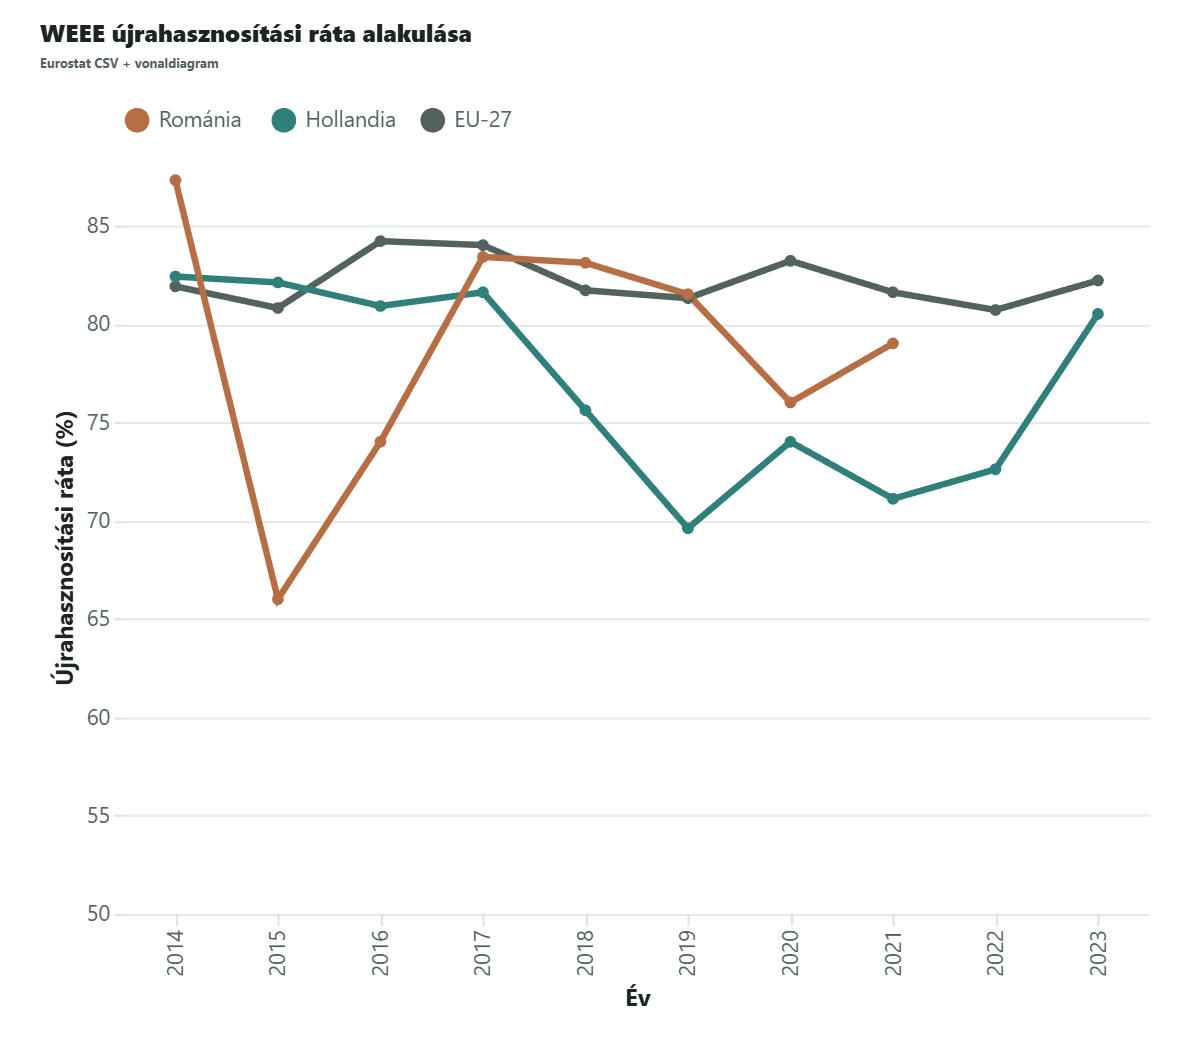 WEEE újrahasznosítási ráta alakulása
Eurostat CSV + vonaldiagram
Románia Hollandia EU-27
85
80
75
70
65
60
55
50
Újrahasznosítási ráta (%)
2014 2015 2016 2017 2018 2019 2020 2021 2022 2023
Év